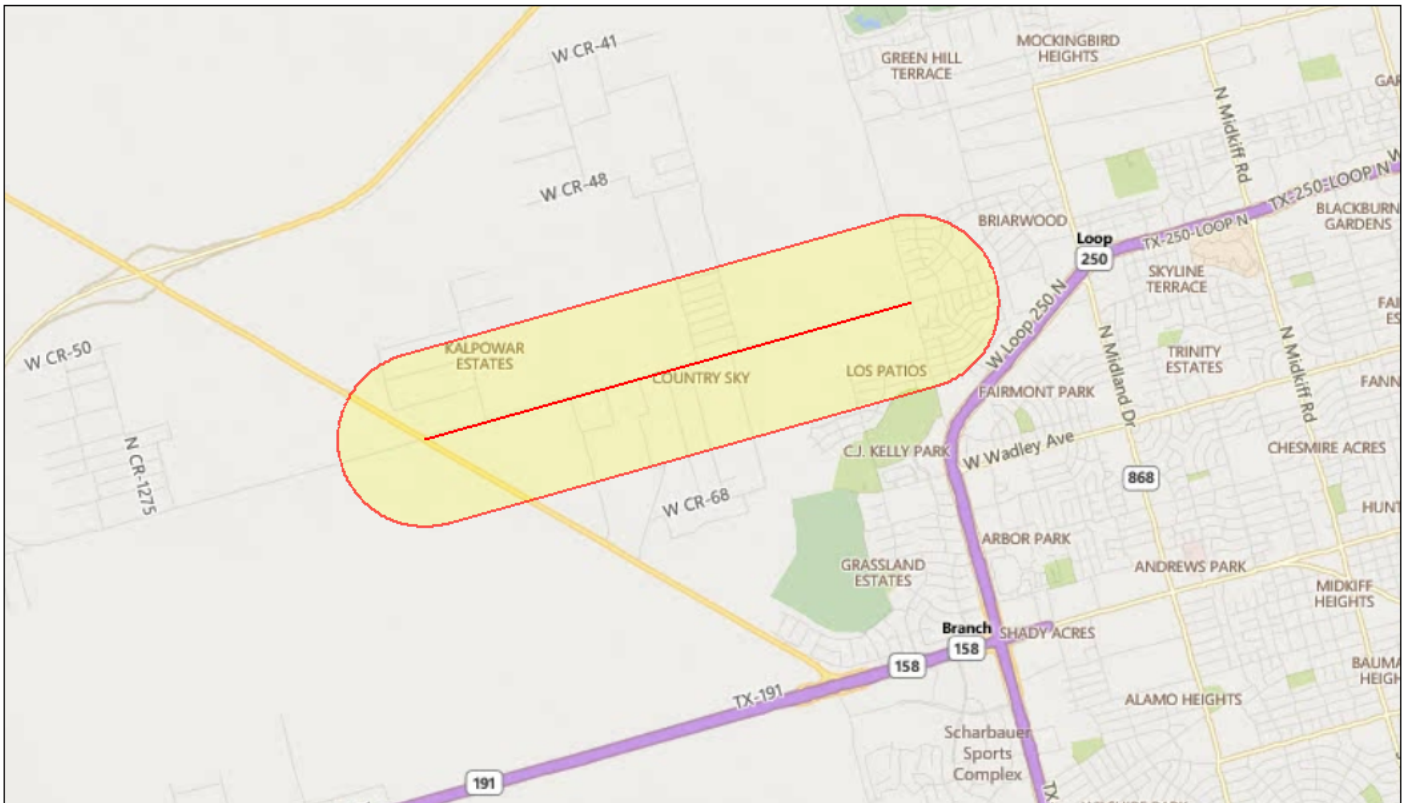 W CR-41
MOCKINGBIRD
HEIGHTS
GREEN HILL
TERRACE
N Midkiff Rd
W CR-48
TX-250-LOOP N
BRIARWOOD
BLACKBURN
GARDENS
Loop
250
TX-250-LOOP N
SKYLINE
TERRACE
W Loop 250 N
W CR-50
KALPOWAR
ESTATES
COUNTRY SKY
LOS PATIOS
N Midland Dr
TRINITY
ESTATES
N Midkiff Rd
FAIRMONT PARK
N CR-1275
C.J. KELLY PARK
W Wadley Ave
CHESMIRE ACRES
868
W CR-68
ARBOR PARK
GRASSLAND
ESTATES
ANDREWS PARK
MIDKIFF
HEIGHTS
Branch
158
SHADY ACRES
158
TX-191
ALAMO HEIGHTS
Scharbauer
Sports
Complex
191
TX